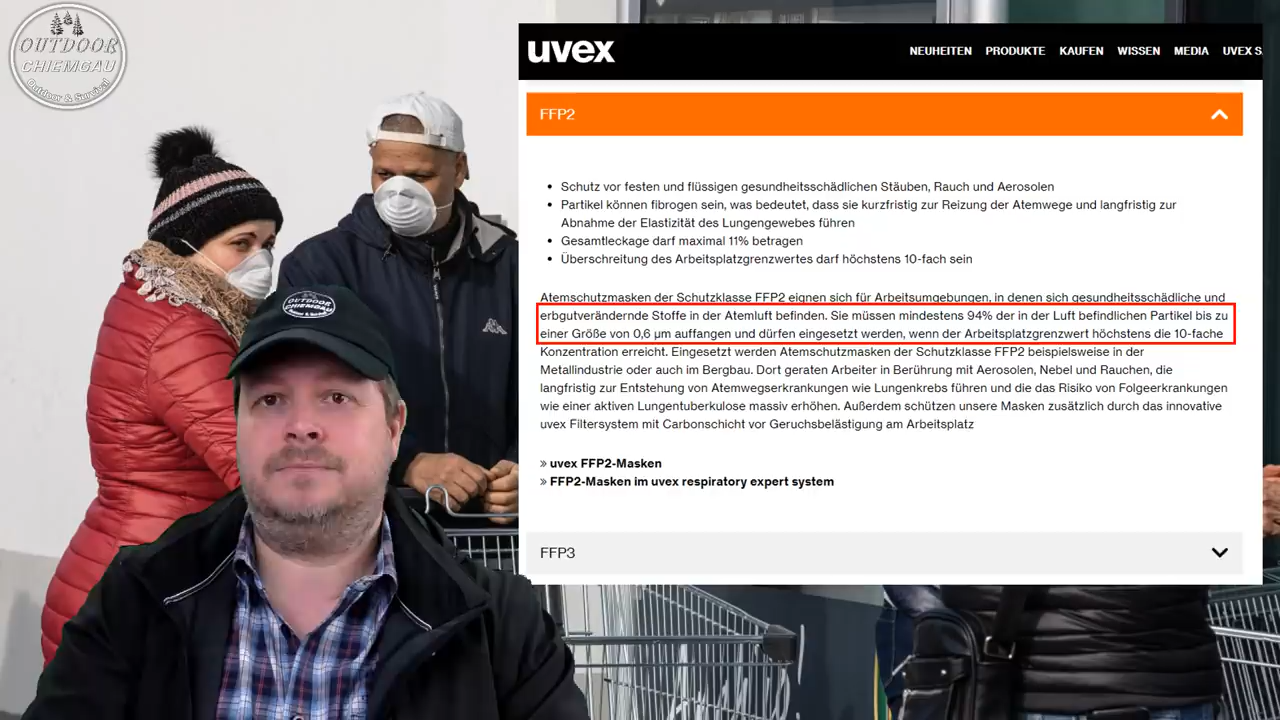 OUTDOOR
CHIEMGAU
Outdoor & Survival
uvex
NEUHEITEN PRODUKTE KAUFEN WISSEN MEDIA UVEX S
FFP2
• Schutz vor festen und flüssigen gesundheitsschädlichen Stäuben, Rauch und Aerosolen
• Partikel können fibrogen sein, was bedeutet, dass sie kurzfristig zur Reizung der Atemwege und langfristig zur
Abnahme der Elastizität des Lungengewebes führen
• Gesamtleckage darf maximal 11% betragen
• Überschreitung des Arbeitsplatzgrenzwertes darf höchstens 10-fach sein
Atemschutzmasken der Schutzklasse FFP2 eignen sich für Arbeitsumgebungen, in denen sich gesundheitsschädliche und
erbgutverändernde Stoffe in der Atemluft befinden. Sie müssen mindestens 94% der in der Luft befindlichen Partikel bis zu
einer Größe von 0,6 μm auffangen und dürfen eingesetzt werden, wenn der Arbeitsplatzgrenzwert höchstens die 10-fache
Konzentration erreicht. Eingesetzt werden Atemschutzmasken der Schutzklasse FFP2 beispielsweise in der
Metallindustrie oder auch im Bergbau. Dort geraten Arbeiter in Berührung mit Aerosolen, Nebel und Rauchen, die
langfristig zur Entstehung von Atemwegserkrankungen wie Lungenkrebs führen und die das Risiko von Folgeerkrankungen
wie einer aktiven Lungentuberkulose massiv erhöhen. Außerdem schützen unsere Masken zusätzlich durch das innovative
uvex Filtersystem mit Carbonschicht vor Geruchsbelästigung am Arbeitsplatz
» uvex FFP2-Masken
» FFP2-Masken im uvex respiratory expert system
FFP3
OUTDOOR
CHIEMGAU